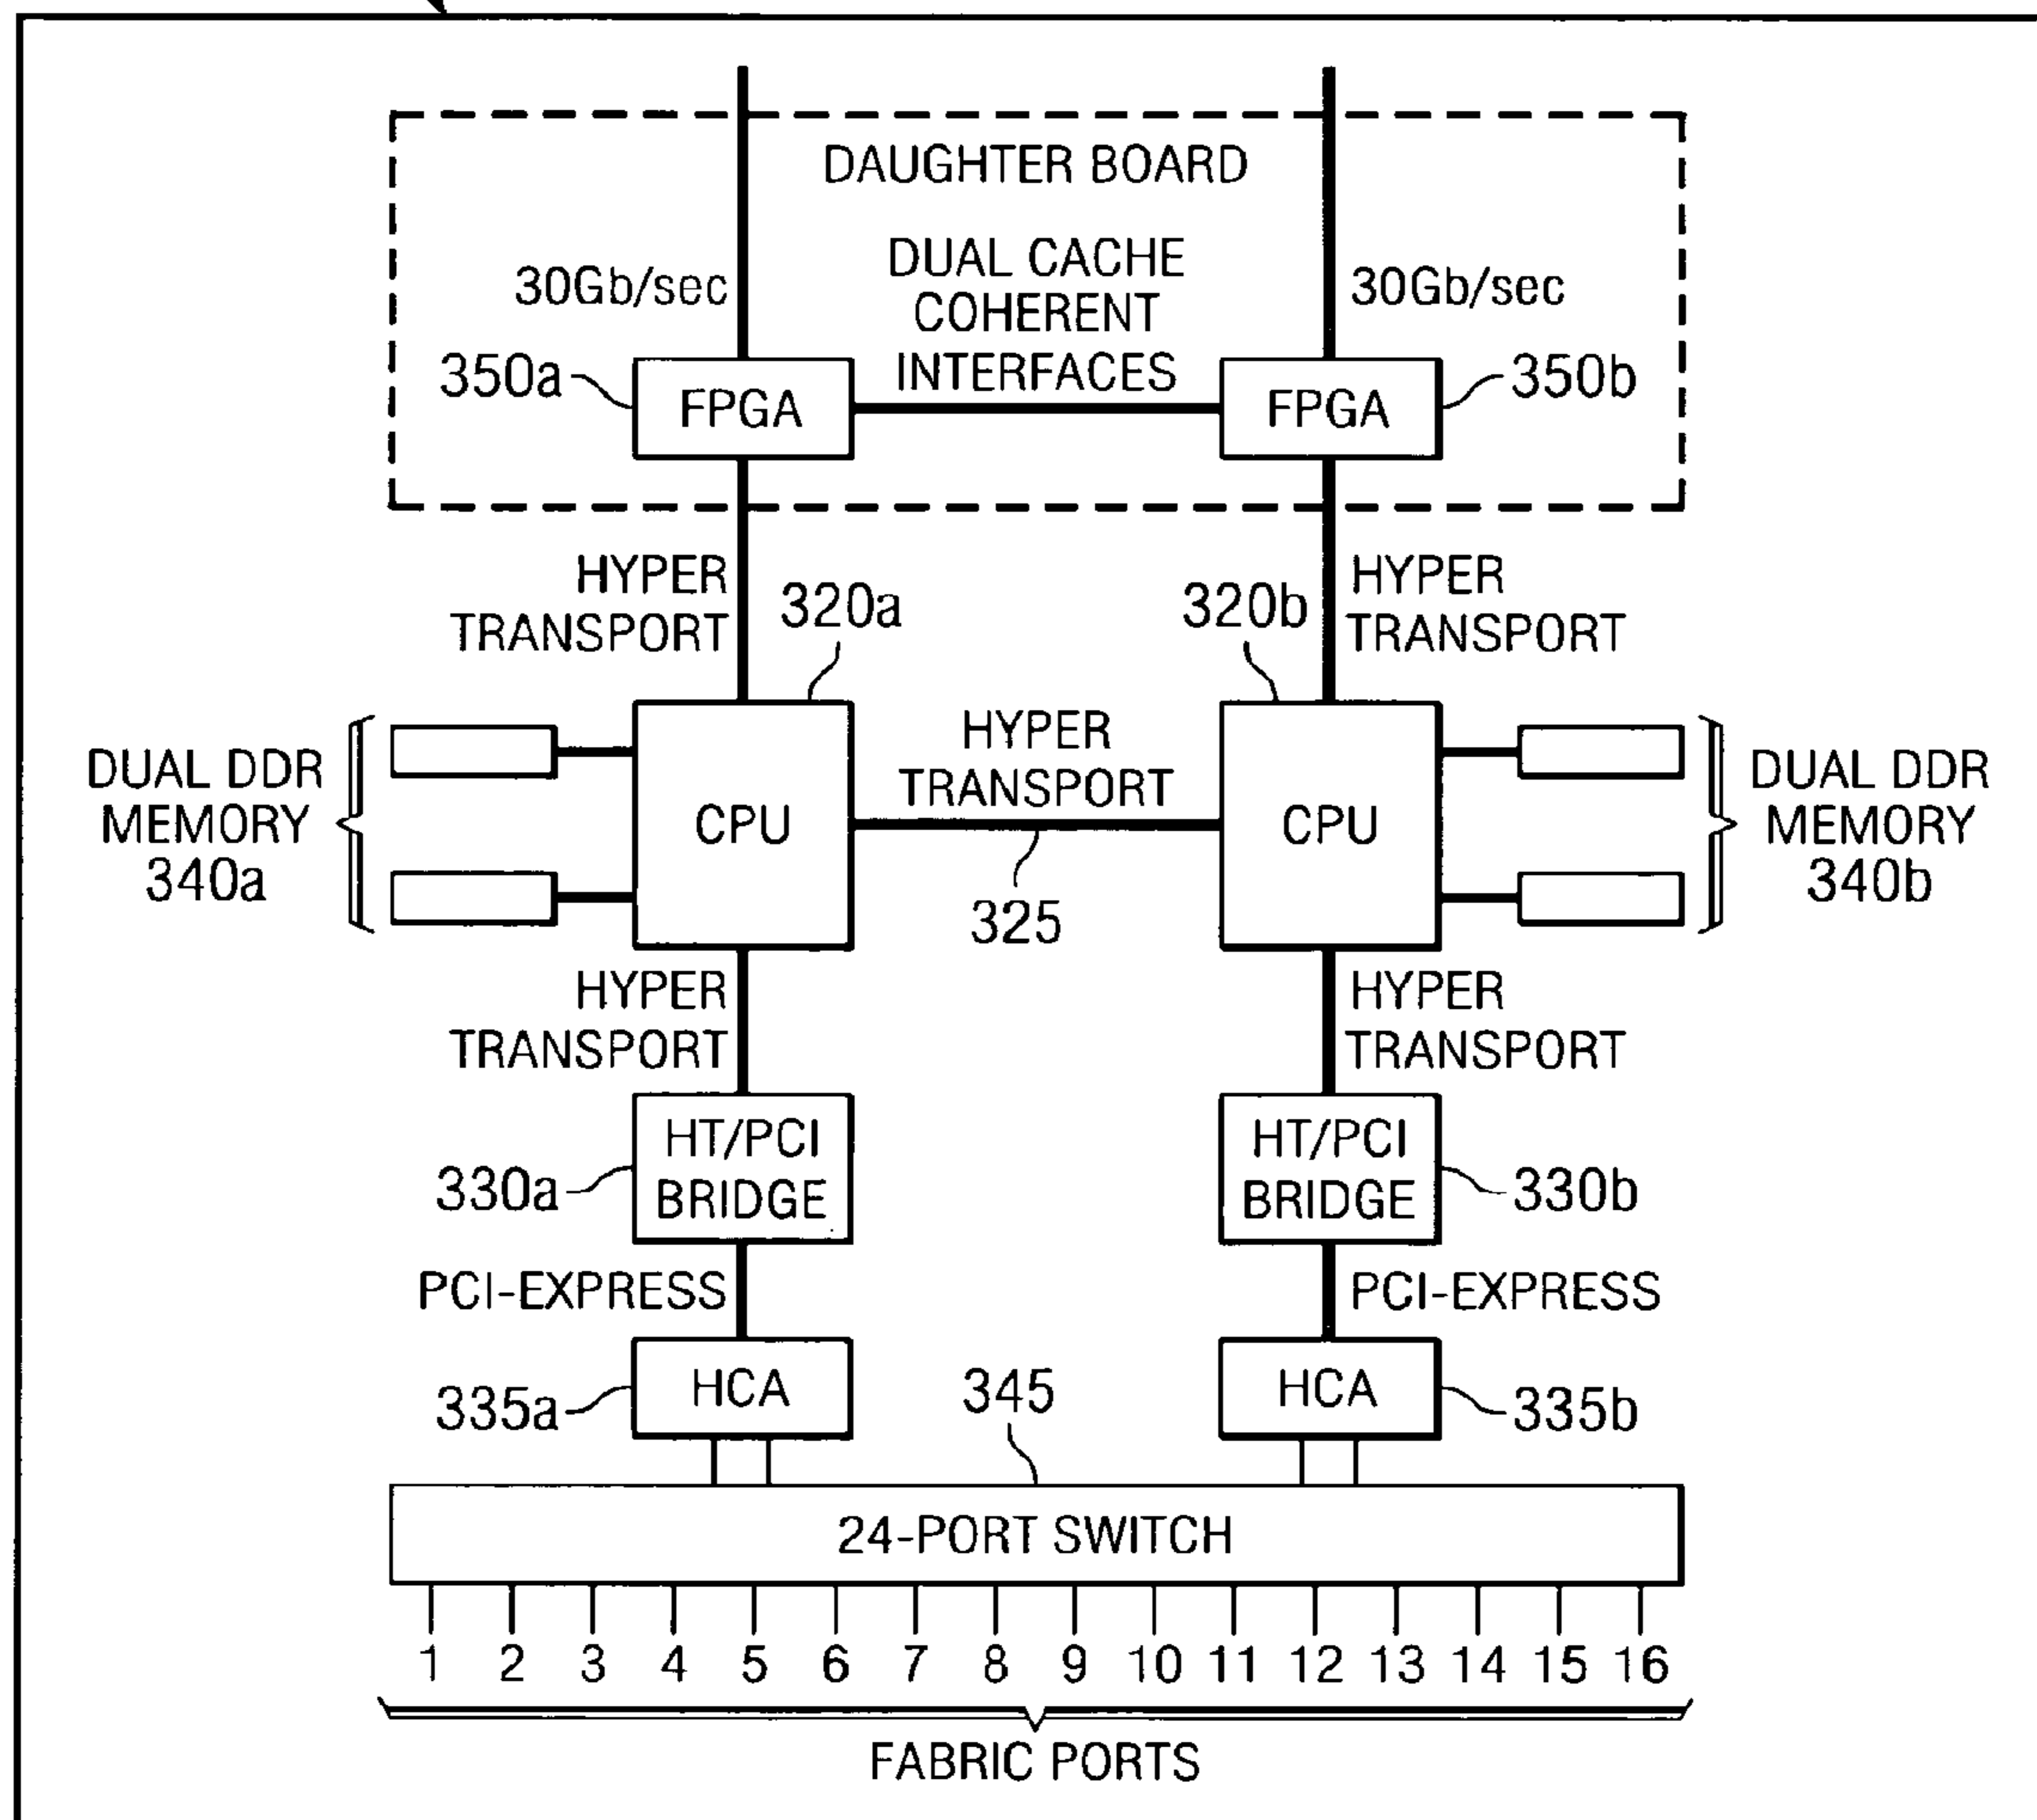 DAUGHTER BOARD
DUAL CACHE
COHERENT
INTERFACES
30Gb/sec
30Gb/sec
350a
FPGA
FPGA
350b
HYPER
TRANSPORT
320a
320b
HYPER
TRANSPORT
DUAL DDR
MEMORY
340a
CPU
HYPER
TRANSPORT
325
CPU
DUAL DDR
MEMORY
340b
HYPER
TRANSPORT
HYPER
TRANSPORT
330a
HT/PCI
BRIDGE
HT/PCI
BRIDGE
330b
PCI-EXPRESS
PCI-EXPRESS
335a
HCA
345
HCA
335b
24-PORT SWITCH
1 2 3 4 5 6 7 8 9 10 11 12 13 14 15 16
FABRIC PORTS